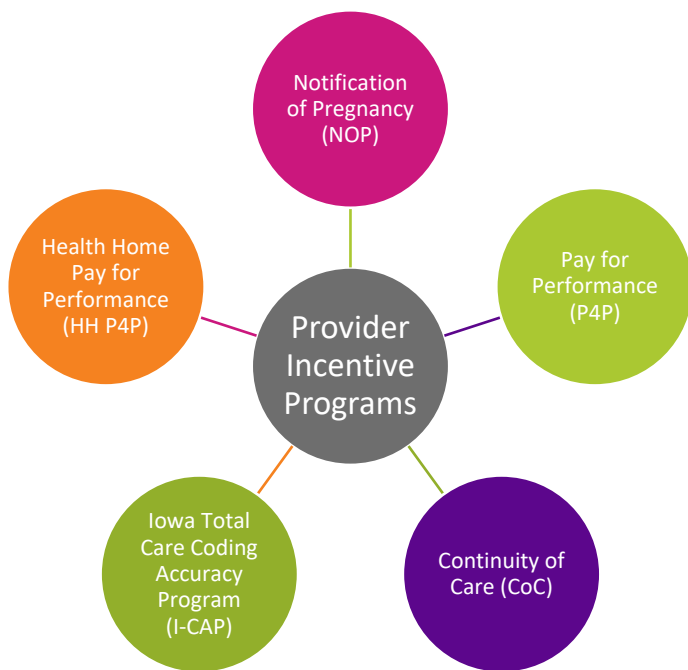 Notification
of Pregnancy
(NOP)
Health Home
Pay for
Performance
(HH P4P)
Pay for
Performance
(P4P)
Provider
Incentive
Programs
Iowa Total
Care Coding
Accuracy
Program
(I-CAP)
Continuity of
Care (CoC)